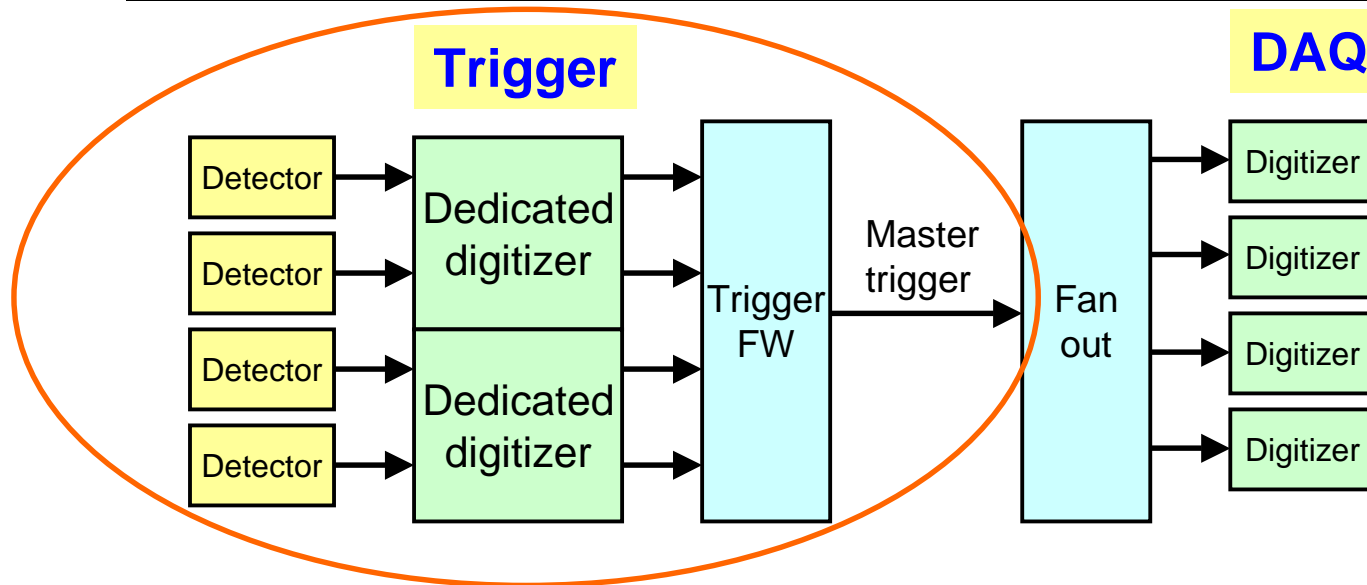 Trigger
DAQ
Detector
Detector
Detector
Detector
Dedicated
digitizer
Dedicated
digitizer
Trigger
FW
Master
trigger
Fan
out
Digitizer
Digitizer
Digitizer
Digitizer